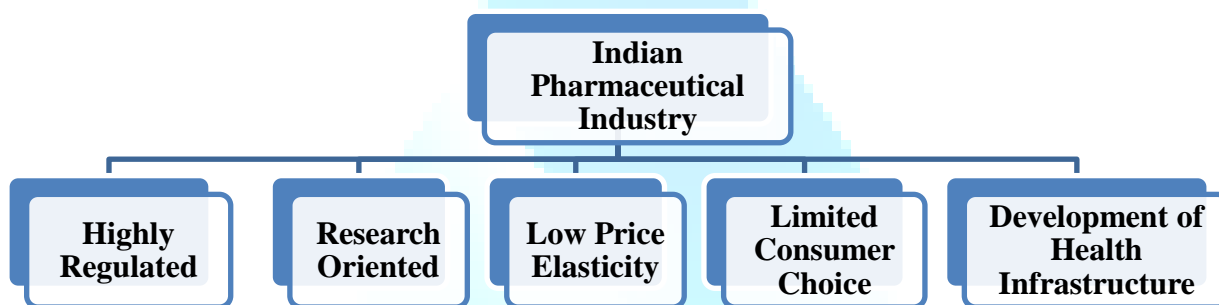 Indian
Pharmaceutical
Industry
Highly
Regulated
Research
Oriented
Low Price
Elasticity
Limited
Consumer
Choice
Development of
Health
Infrastructure